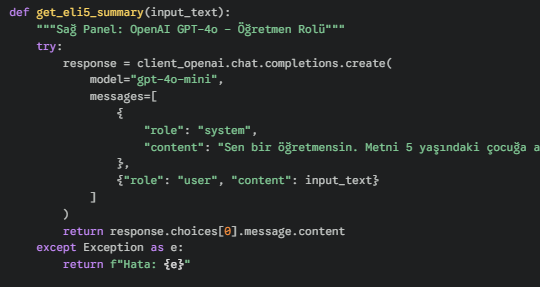 def get_eli5_summary(input_text):
    """Sağ Panel: OpenAI GPT-4o - Öğretmen Rolü"""
    try:
        response = client_openai.chat.completions.create(
            model="gpt-4o-mini",
            messages=[
                {
                    "role": "system",
                    "content": "Sen bir öğretmensin. Metni 5 yaşındaki çocuğa a
                },
                {"role": "user", "content": input_text}
            ]
        )
        return response.choices[0].message.content
    except Exception as e:
        return f"Hata: {e}"